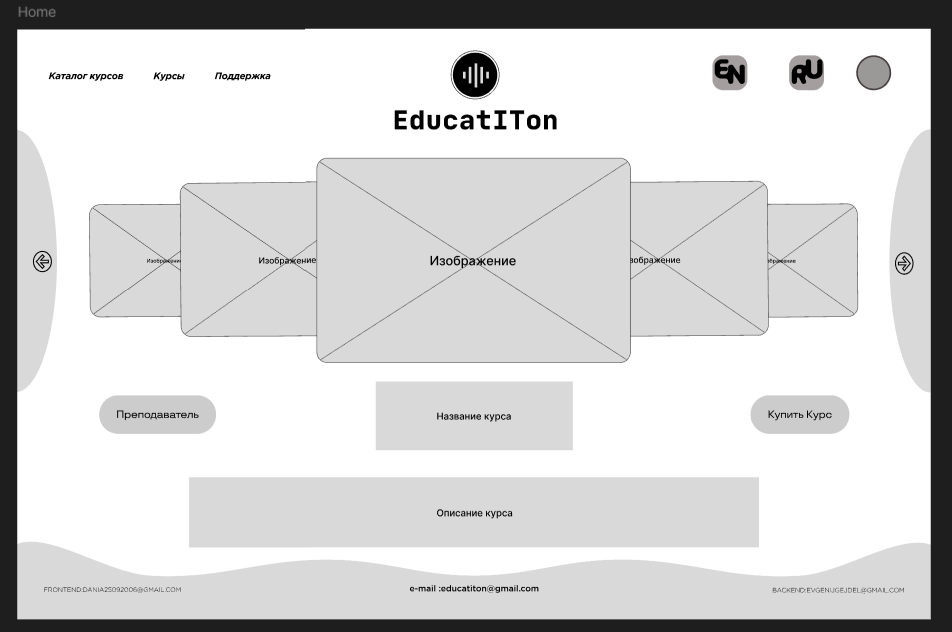 Home
Каталог курсов
Курсы
Поддержка
EN
RU
EducatITon
Изображение
Изображение
Изображение
зображение
бражение
Преподаватель
Название курса
Купить Курс
Описание курса
FRONTEND:DANIA25092006@GMAIL.COM
e-mail :educatiton@gmail.com
BACKEND:EVGENIJGEJDEL@GMAIL.COM